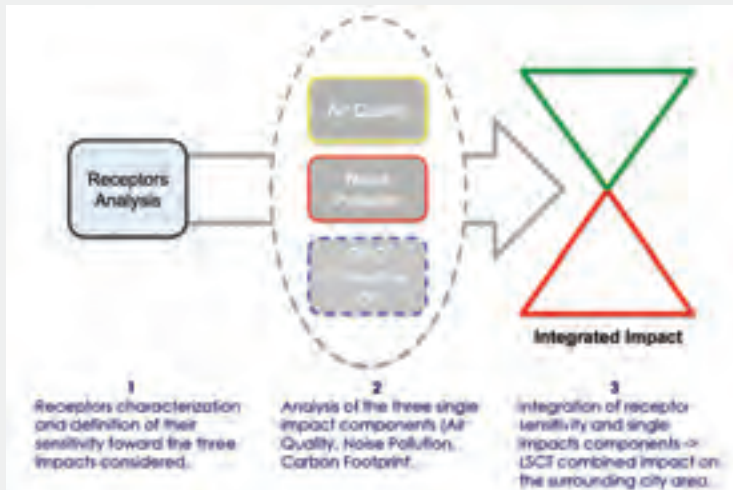 Receptors
Analysis
Air Quality
Noise
Integrated Impact
1
Receptors characterization
and definition of their
sensitivity toward the three
impacts considered.
2
Analysis of the three single
impact components (Air
Quality, Noise Pollution,
Carbon Footprint.
3
Integration of receptor
sensitivity and single
impacts components ->
LSCT combined impact on
the surrounding city area.